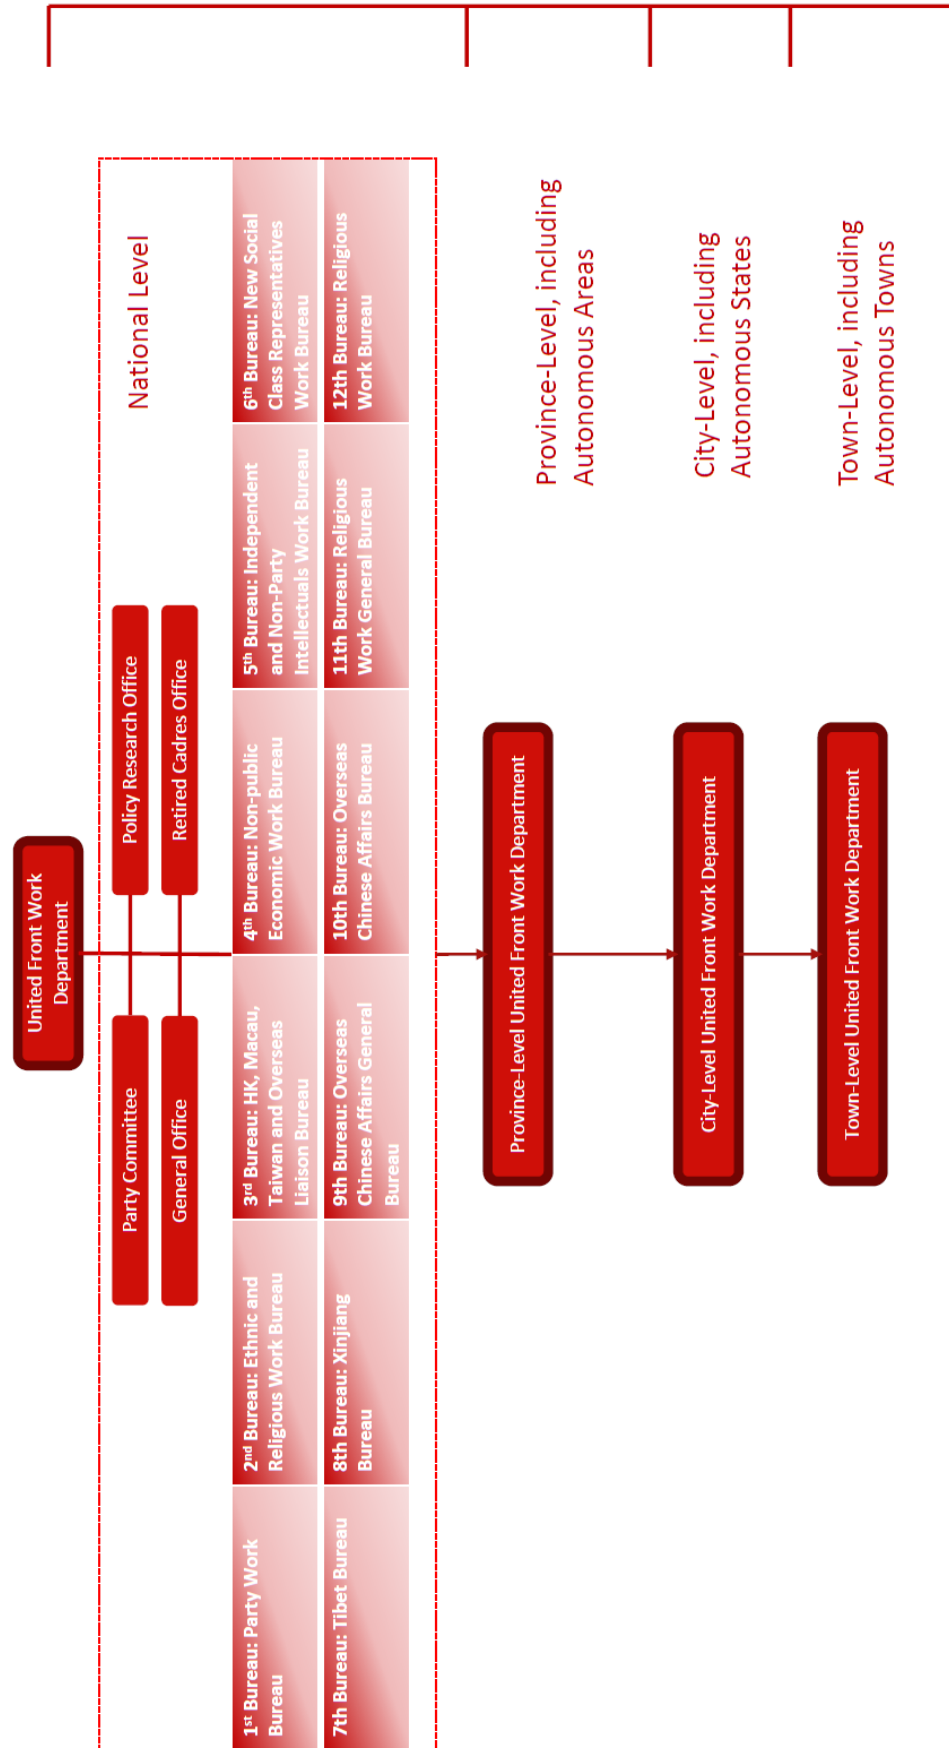 United Front Work
Department
National Level
Party Committee
Policy Research Office
General Office
Retired Cadres Office
1st Bureau: Party Work
Bureau
2nd Bureau: Ethnic and
Religious Work Bureau
3rd Bureau: HK, Macau,
Taiwan and Overseas
Liaison Bureau
4th Bureau: Non-public
Economic Work Bureau
5th Bureau: Independent
and Non-Party
Intellectuals Work Bureau
6th Bureau: New Social
Class Representatives
Work Bureau
7th Bureau: Tibet Bureau
8th Bureau: Xinjiang
Bureau
9th Bureau: Overseas
Chinese Affairs General
Bureau
10th Bureau: Overseas
Chinese Affairs Bureau
11th Bureau: Religious
Work General Bureau
12th Bureau: Religious
Work Bureau
Province-Level United Front Work Department
Province-Level, including
Autonomous Areas
City-Level United Front Work Department
City-Level, including
Autonomous States
Town-Level United Front Work Department
Town-Level, including
Autonomous Towns